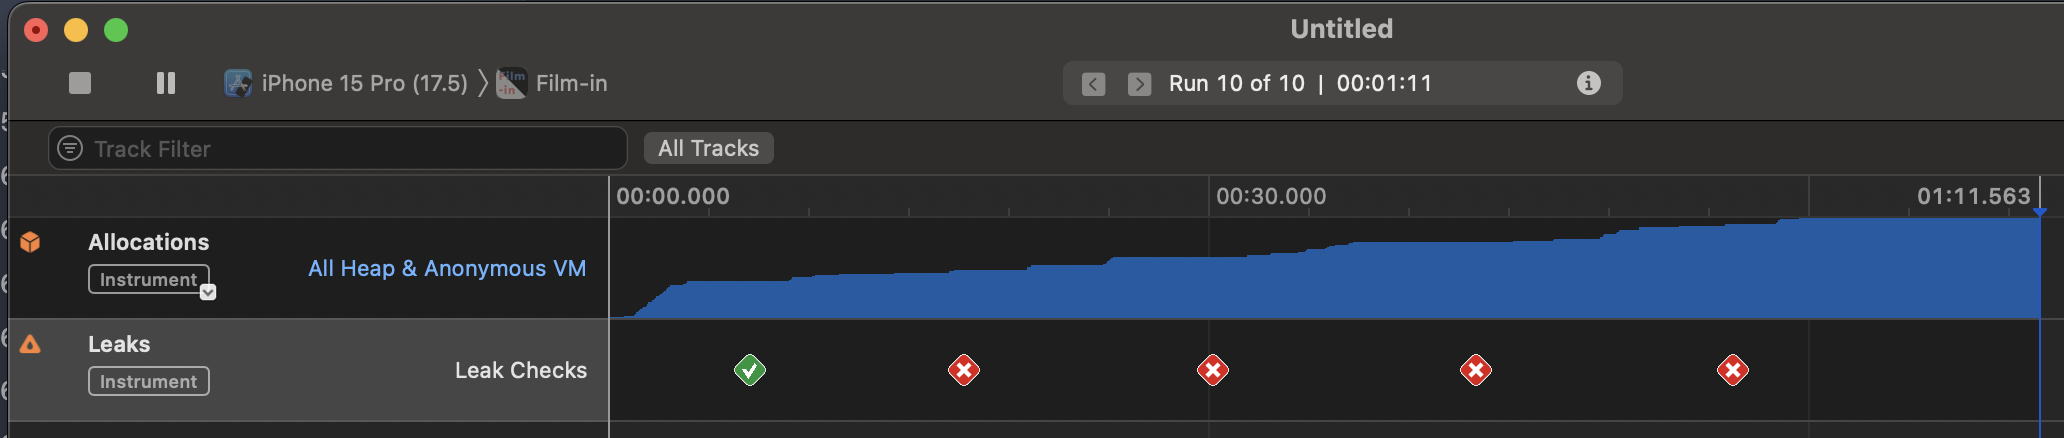 Untitled
iPhone 15 Pro (17.5) 〉 Film-in
Run 10 of 10 | 00:01:11
Track Filter
All Tracks
00:00.000 00:30.000 01:11.563
Allocations
Instrument
All Heap & Anonymous VM
Leaks
Instrument
Leak Checks